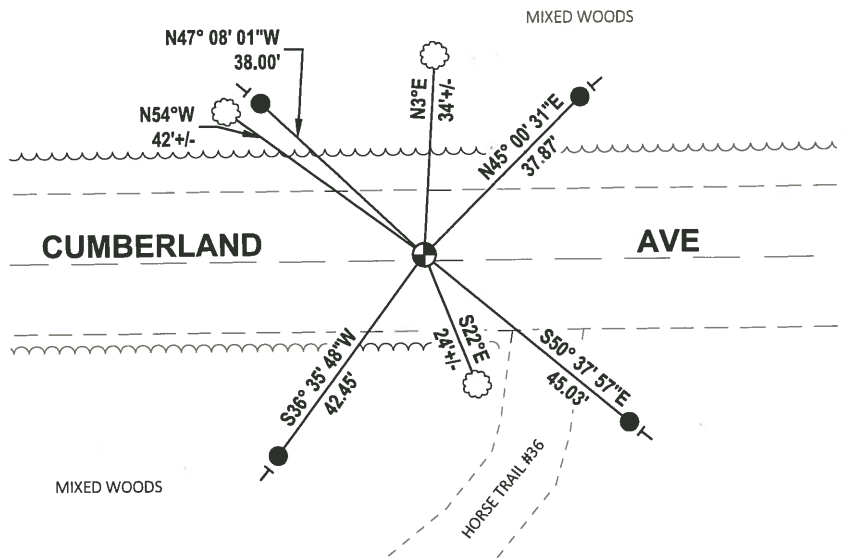 MIXED WOODS
N47° 08' 01"W
38.00'
N3°E
34'+/-
N54°W
42'+/-
N45° 00' 31"E
37.87'
CUMBERLAND AVE
S22°E
24'+/-
S36° 35' 48"W
42.45'
S50° 37' 57"E
45.03'
HORSE TRAIL #36
MIXED WOODS